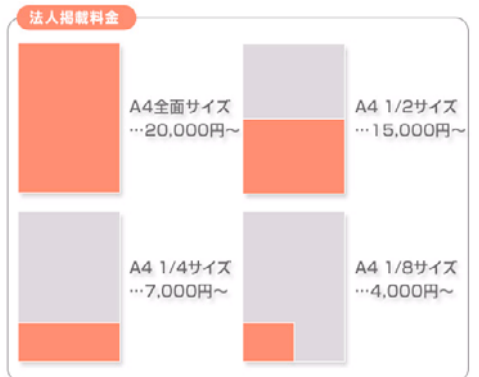 法人掲載料金
A4全面サイズ
…20,000円～
A4 1/2サイズ
…15,000円～
A4 1/4サイズ
…7,000円～
A4 1/8サイズ
…4,000円～